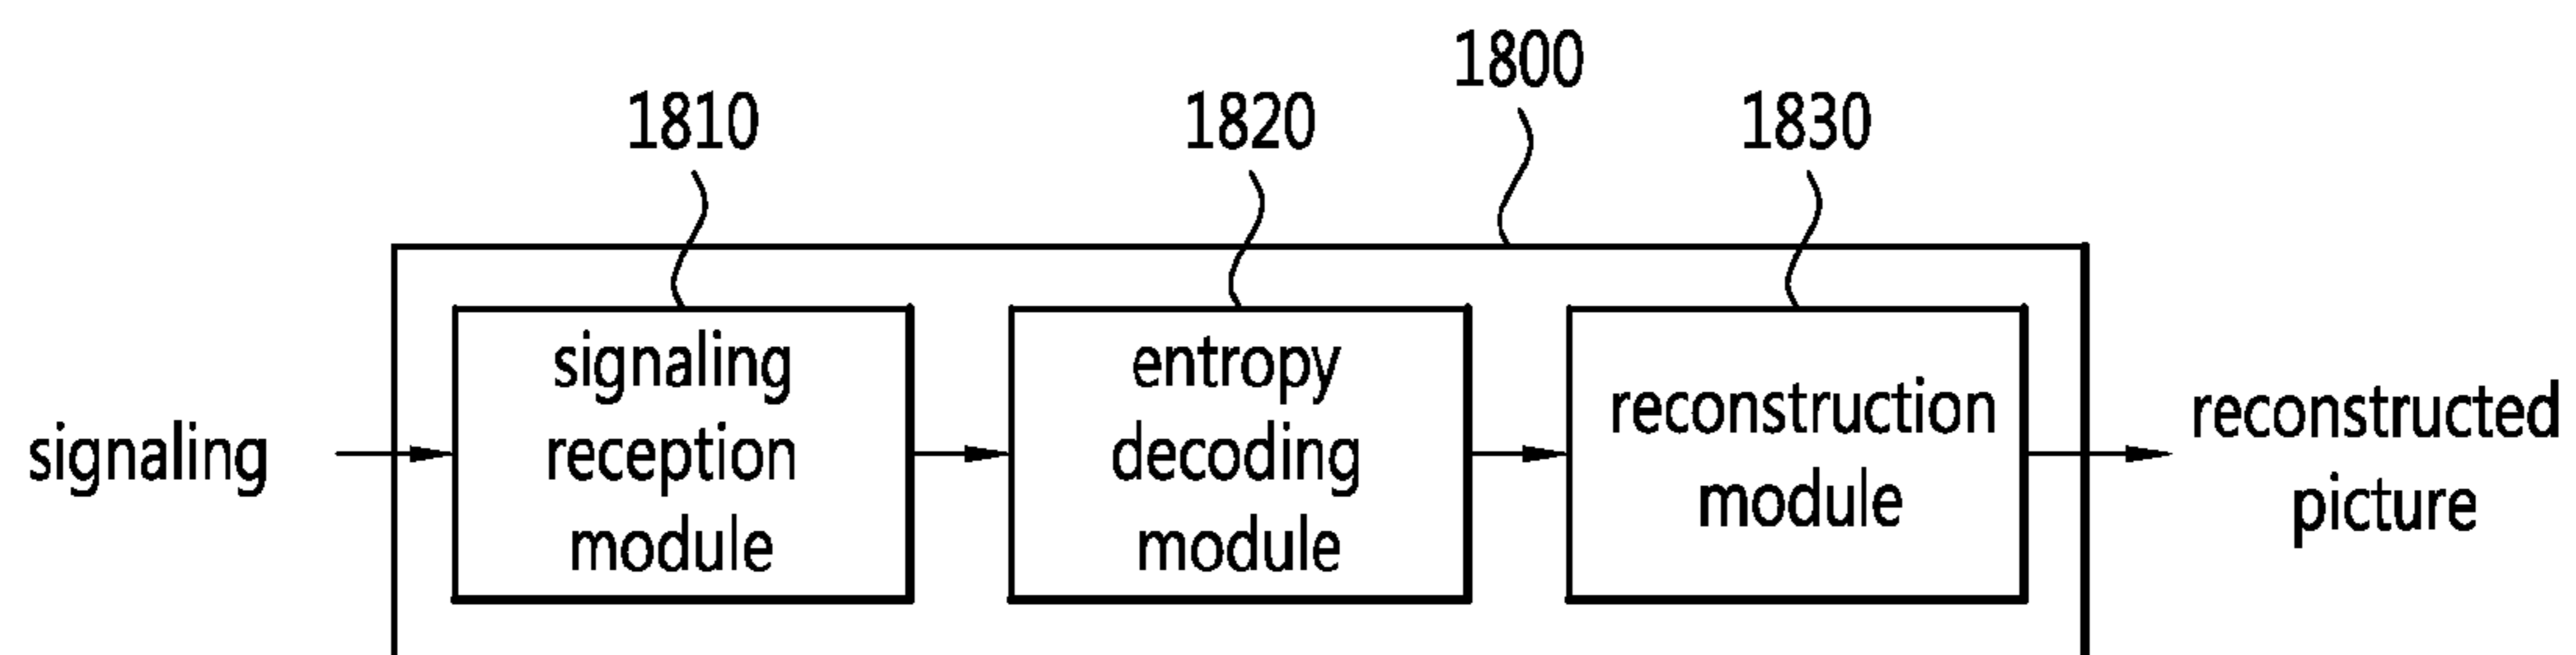 1800
1810
1820
1830
signaling
signaling
reception
module
entropy
decoding
module
reconstruction
module
reconstructed
picture